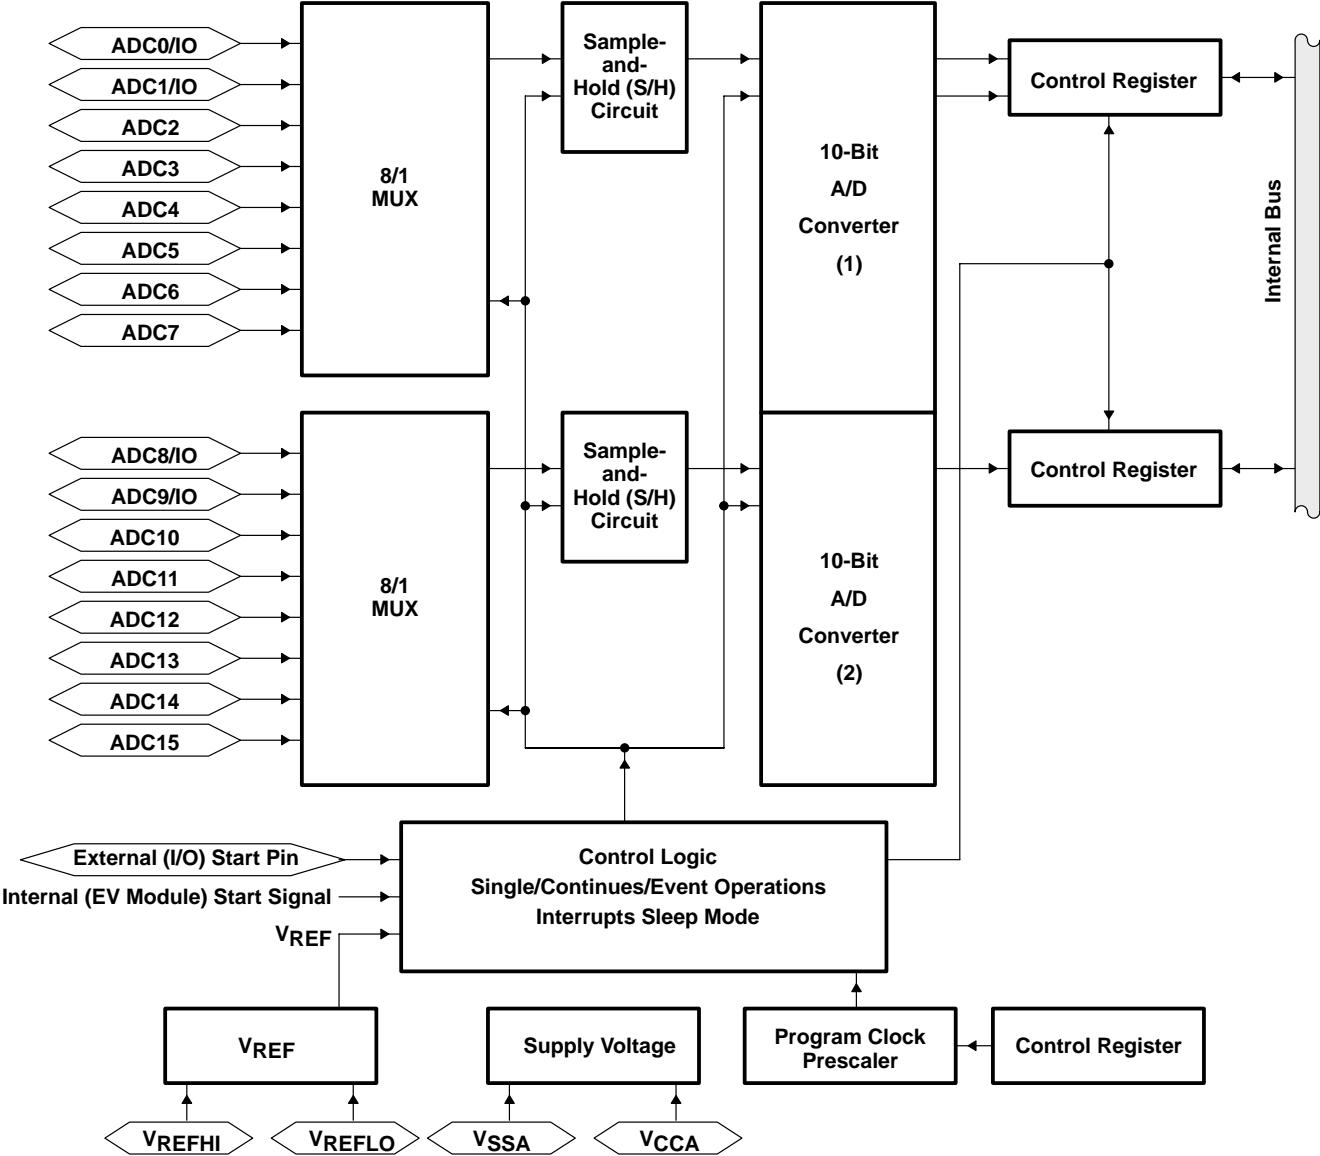 ADC0/IO
ADC1/IO
ADC2
ADC3
ADC4
ADC5
ADC6
ADC7
8/1
MUX
Sample-
and-
Hold (S/H)
Circuit
10-Bit
A/D
Converter
(1)
Control Register
Internal Bus
ADC8/IO
ADC9/IO
ADC10
ADC11
ADC12
ADC13
ADC14
ADC15
8/1
MUX
Sample-
and-
Hold (S/H)
Circuit
10-Bit
A/D
Converter
(2)
Control Register
External (I/O) Start Pin
Internal (EV Module) Start Signal
VREF
Control Logic
Single/Continues/Event Operations
Interrupts Sleep Mode
VREF
Supply Voltage
Program Clock
Prescaler
Control Register
VREFHI
VREFLO
VSSA
VCCA